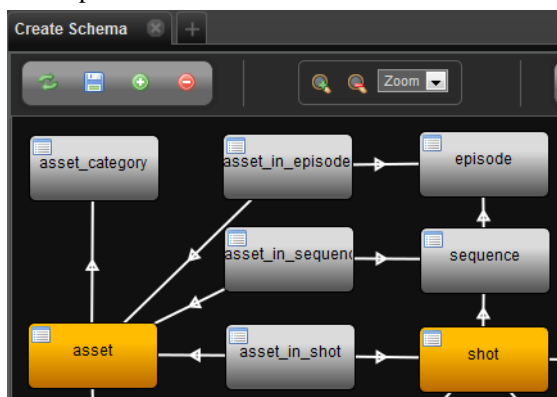 Create Schema
Zoom
asset_category
asset_in_episode
episode
asset_in_sequenc
sequence
asset
asset_in_shot
shot